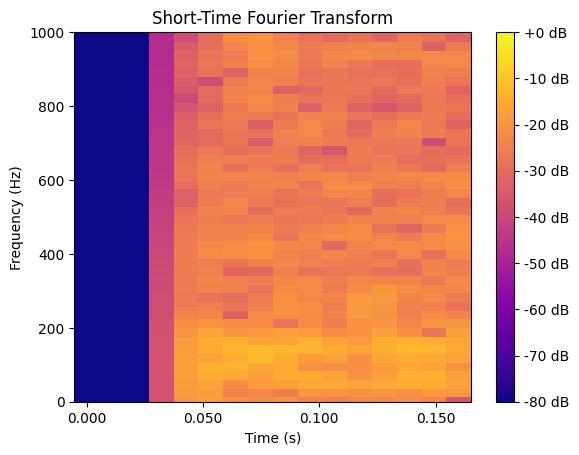 Short-Time Fourier Transform
1000
800
600
400
200
0
Frequency (Hz)
0.000
0.050
0.100
0.150
Time (s)
+0 dB
-10 dB
-20 dB
-30 dB
-40 dB
-50 dB
-60 dB
-70 dB
-80 dB